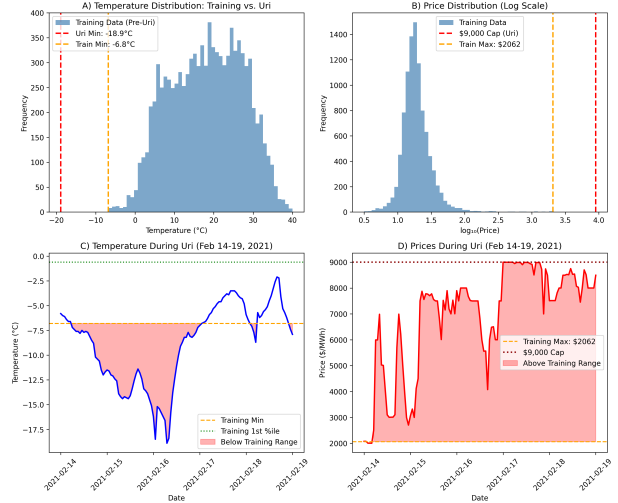 A) Temperature Distribution: Training vs. Uri
Training Data (Pre-Uri)
Uri Min: -18.9°C
Train Min: -6.8°C
Frequency
400
350
300
250
200
150
100
50
0
−20
−10
0
10
20
30
40
Temperature (°C)
B) Price Distribution (Log Scale)
Training Data
$9,000 Cap (Uri)
Train Max: $2062
Frequency
1400
1200
1000
800
600
400
200
0
0.5
1.0
1.5
2.0
2.5
3.0
3.5
4.0
log₁₀(Price)
C) Temperature During Uri (Feb 14-19, 2021)
Temperature (°C)
0.0
−2.5
−5.0
−7.5
−10.0
−12.5
−15.0
−17.5
Training Min
Training 1st %ile
Below Training Range
2021-02-14
2021-02-15
2021-02-16
2021-02-17
2021-02-18
2021-02-19
Date
D) Prices During Uri (Feb 14-19, 2021)
Price ($/MWh)
9000
8000
7000
6000
5000
4000
3000
2000
Training Max: $2062
$9,000 Cap
Above Training Range
2021-02-14
2021-02-15
2021-02-16
2021-02-17
2021-02-18
2021-02-19
Date